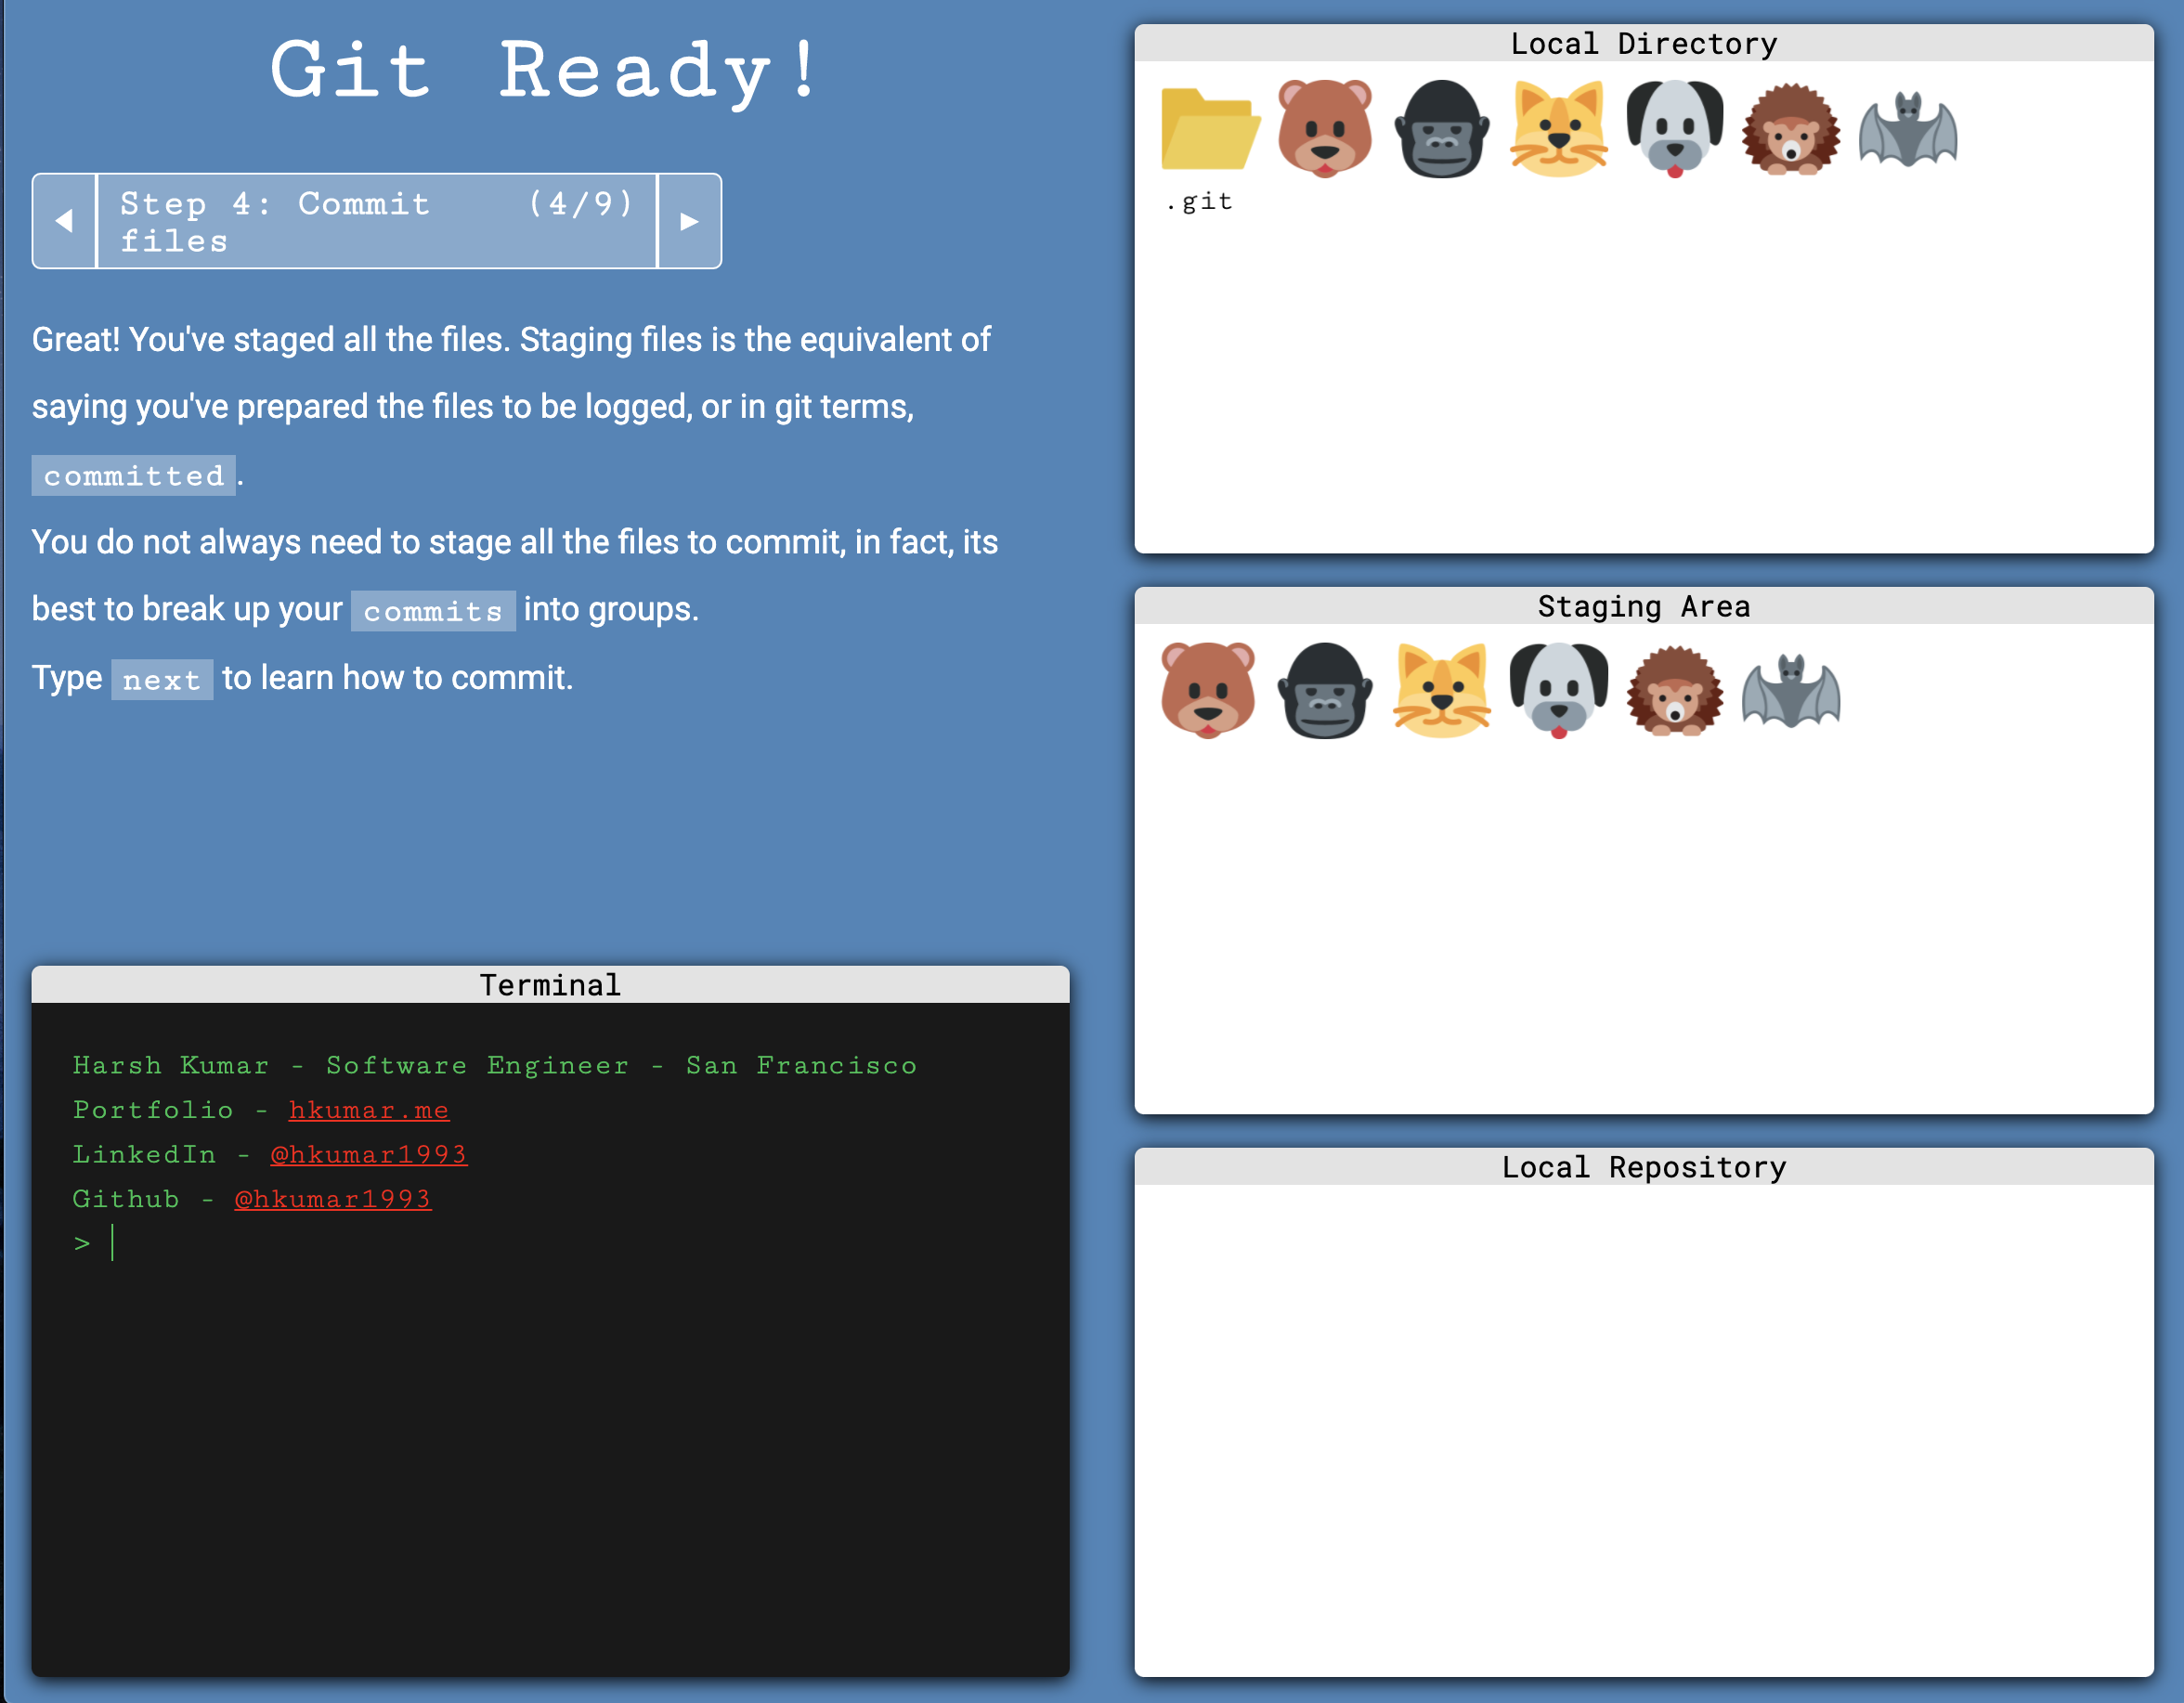 Git Ready!
Step 4: Commit (4/9)
files
Great! You've staged all the files. Staging files is the equivalent of
saying you've prepared the files to be logged, or in git terms,
committed.
You do not always need to stage all the files to commit, in fact, its
best to break up your commits into groups.
Type next to learn how to commit.
Terminal
Harsh Kumar - Software Engineer - San Francisco
Portfolio - hkumar.me
LinkedIn - @hkumar1993
Github - @hkumar1993
>
Local Directory
.git
Staging Area
Local Repository